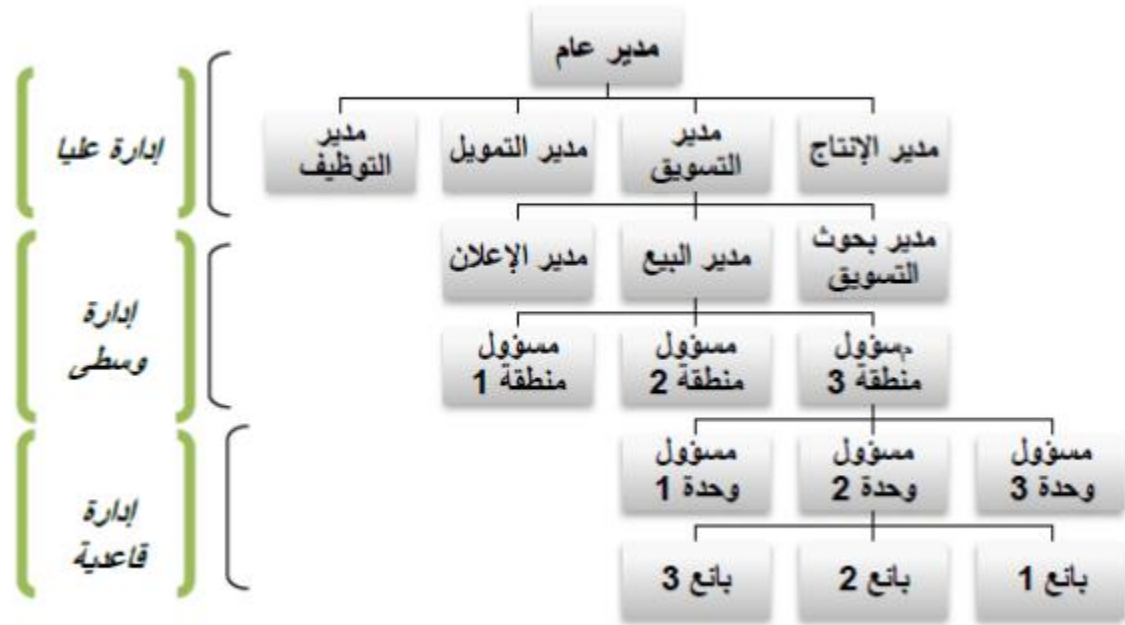 مدير عام
إدارة عليا
مدير الإنتاج
مدير
التسويق
مدير التمويل
مدير
التوظيف
مدير بحوث
التسويق
مدير البيع
مدير الإعلان
إدارة
وسطى
مسؤول
منطقة 3
مسؤول
منطقة 2
مسؤول
منطقة 1
مسؤول
وحدة 3
مسؤول
وحدة 2
مسؤول
وحدة 1
إدارة
قاعدية
بائع 1
بائع 2
بائع 3